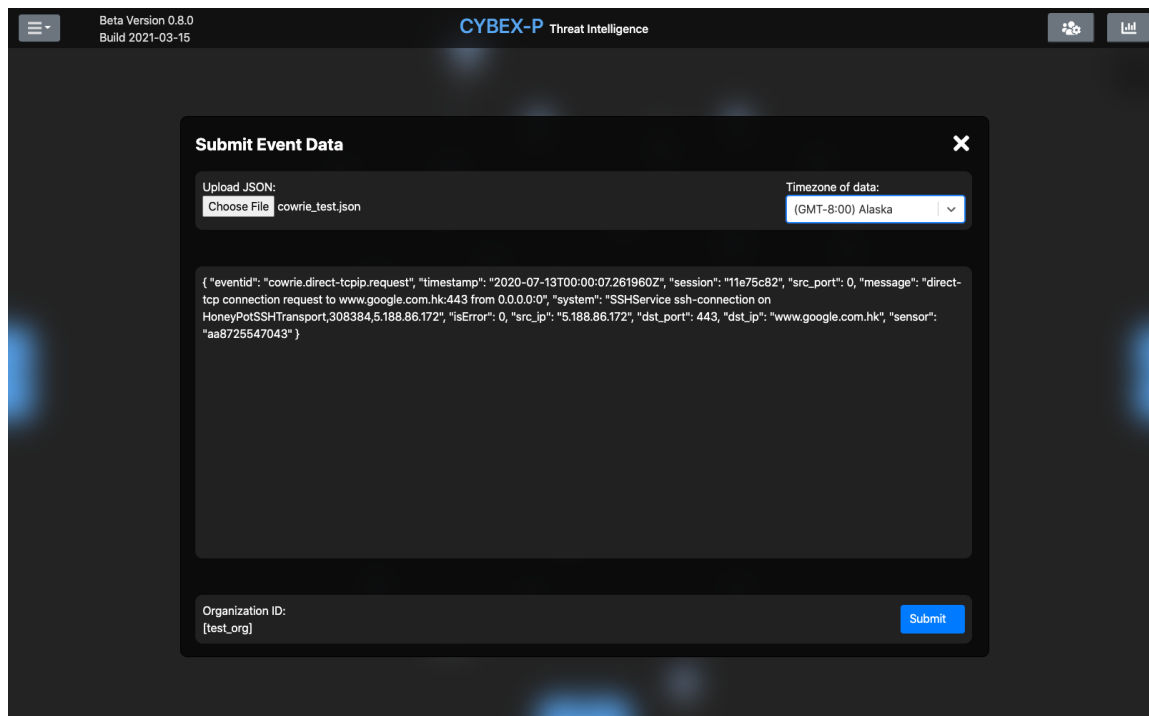 Beta Version 0.8.0
Build 2021-03-15
CYBEX-P Threat Intelligence
Submit Event Data
Upload JSON:
Choose File cowrie_test.json
Timezone of data:
(GMT-8:00) Alaska
{ "eventid": "cowrie.direct-tcpip.request", "timestamp": "2020-07-13T00:00:07.261960Z", "session": "11e75c82", "src_port": 0, "message": "direct-
tcp connection request to www.google.com.hk:443 from 0.0.0.0:0", "system": "SSHService ssh-connection on
HoneyPotSSHTransport,308384,5.188.86.172", "isError": 0, "src_ip": "5.188.86.172", "dst_port": 443, "dst_ip": "www.google.com.hk", "sensor":
"aa8725547043" }
Organization ID:
[test_org]
Submit